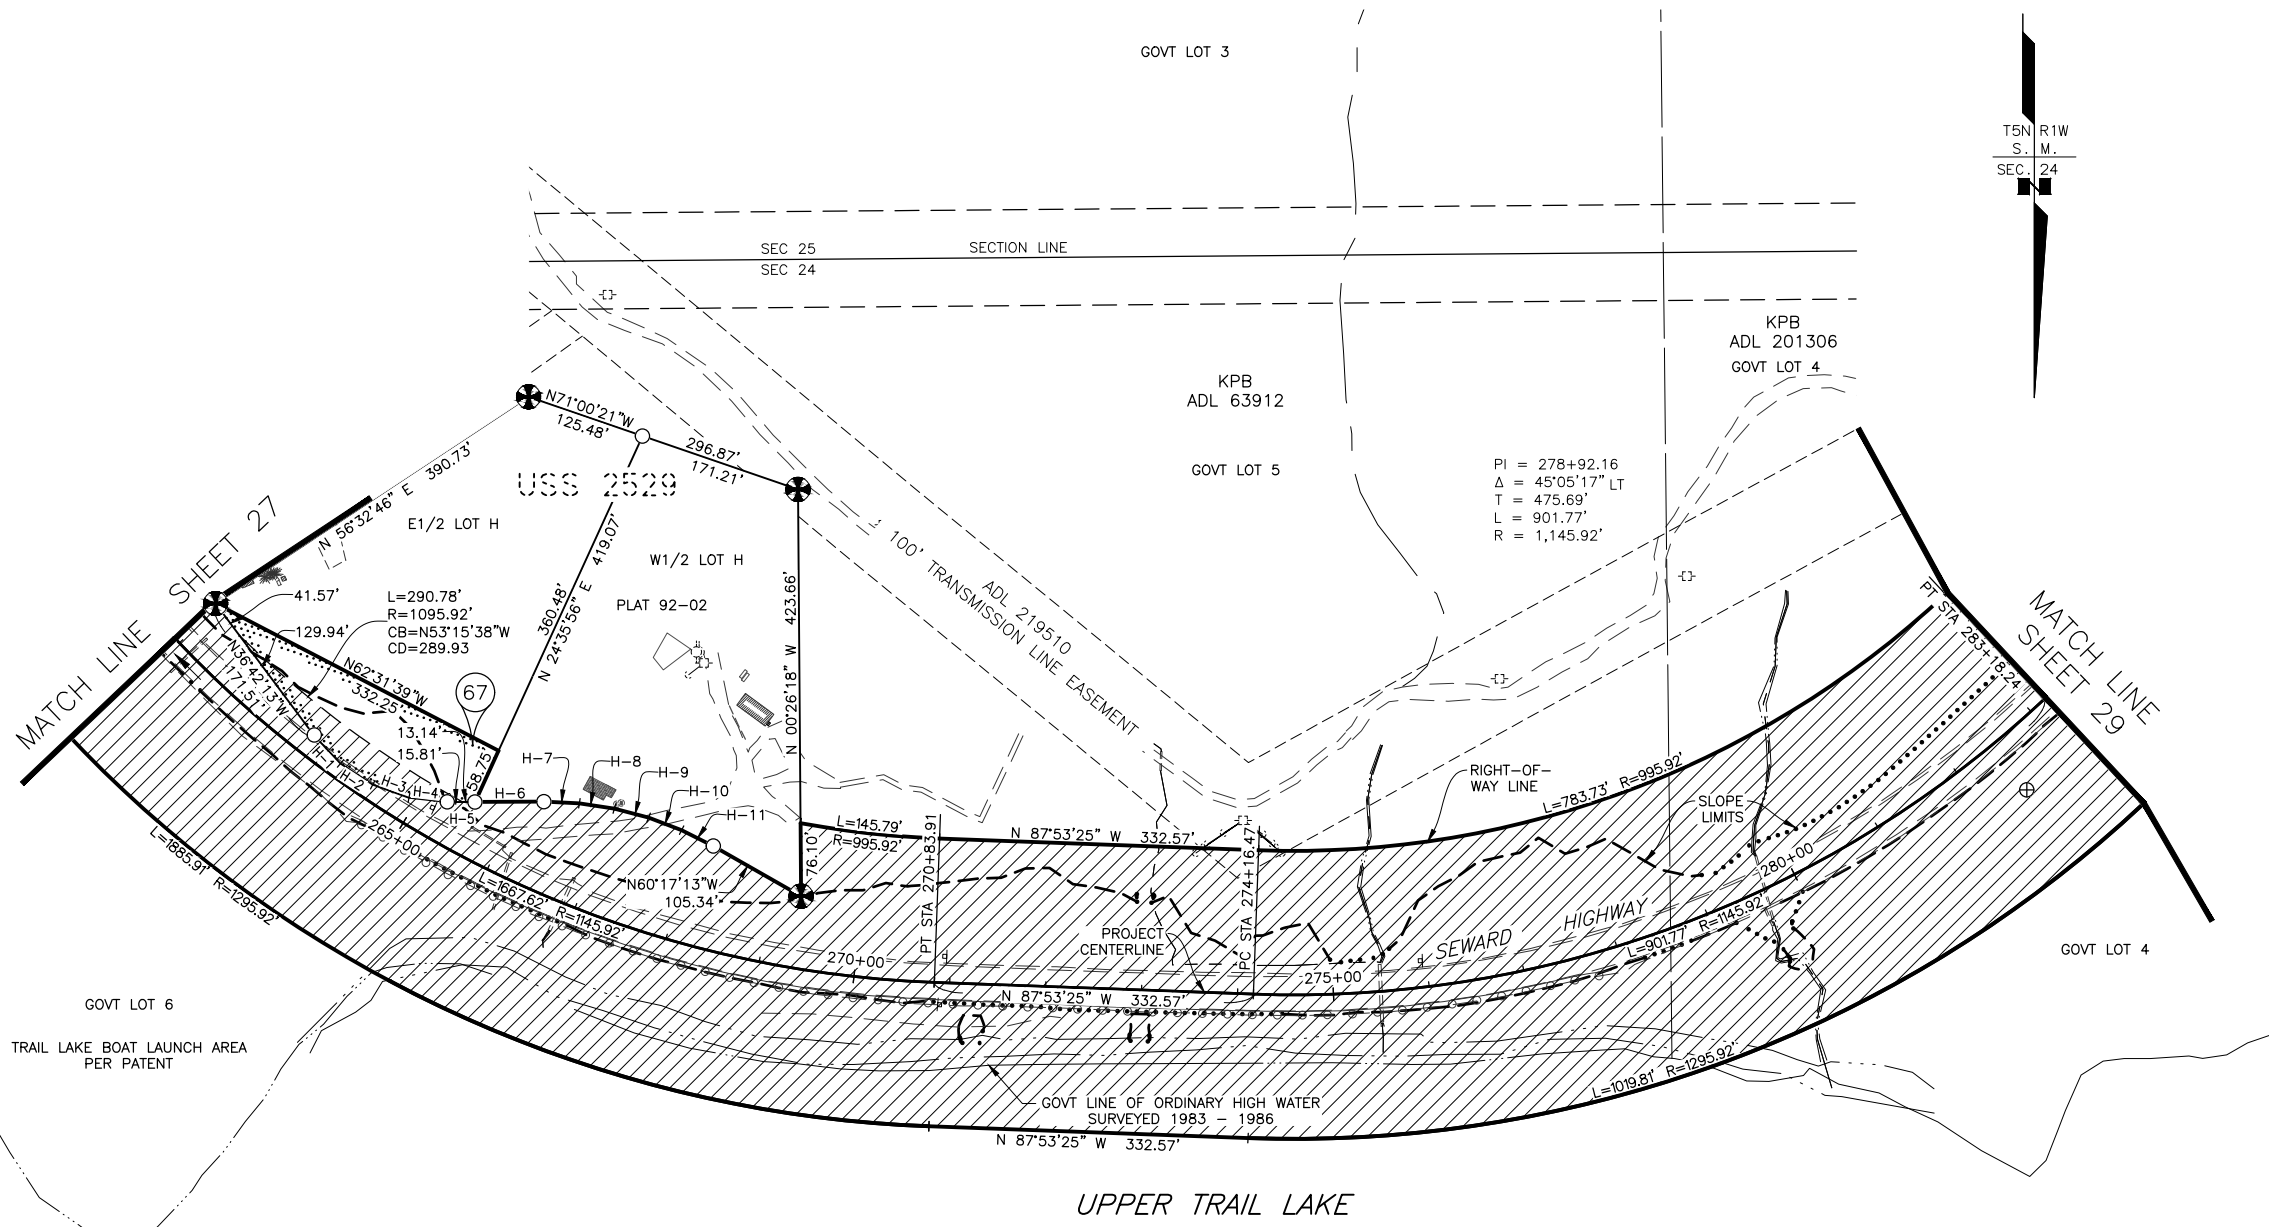 GOVT LOT 3
T5N R1W
S. M.
SEC. 24
N
SEC 25
SECTION LINE
SEC 24
KPB
ADL 201306
GOVT LOT 4
KPB
ADL 63912
GOVT LOT 5
PI = 278+92.16
Δ = 45°05'17" LT
T = 475.69'
L = 901.77'
R = 1,145.92'
N71°00'21"W
125.48'
296.87'
171.21'
USS 2529
N 56°32'46" E 390.73'
E1/2 LOT H
W1/2 LOT H
PLAT 92-02
360.48'
N 24°35'56" E 419.07'
N 00°26'18" W 423.66'
100' TRANSMISSION LINE EASEMENT
ADL 219510
SHEET 27
MATCH LINE
41.57'
129.94'
L=290.78'
R=1095.92'
CB=N53°15'38"W
CD=289.93
N62°31'39"W
332.25'
N36°42'13"W
171.51'
67
13.14'
15.81'
58.75'
H-1
H-2
H-3
H-4
H-5
H-6
H-7
H-8
H-9
H-10
H-11
N60°17'13"W
105.34'
76.10'
L=145.79'
R=995.92'
PT STA 270+83.91
N 87°53'25" W 332.57'
PC STA 274+16.47
RIGHT-OF-
WAY LINE
L=783.73' R=995.92'
SLOPE
LIMITS
PT STA 283+18.24
MATCH LINE
SHEET 29
265+00
L=1885.91' R=1295.92'
L=1667.62' R=1145.92'
270+00
PROJECT
CENTERLINE
N 87°53'25" W 332.57'
275+00
SEWARD HIGHWAY
L=901.77' R=1145.92'
280+00
GOVT LOT 4
GOVT LOT 6
TRAIL LAKE BOAT LAUNCH AREA
PER PATENT
GOVT LINE OF ORDINARY HIGH WATER
SURVEYED 1983 - 1986
N 87°53'25" W 332.57'
L=1019.81' R=1295.92'
UPPER TRAIL LAKE